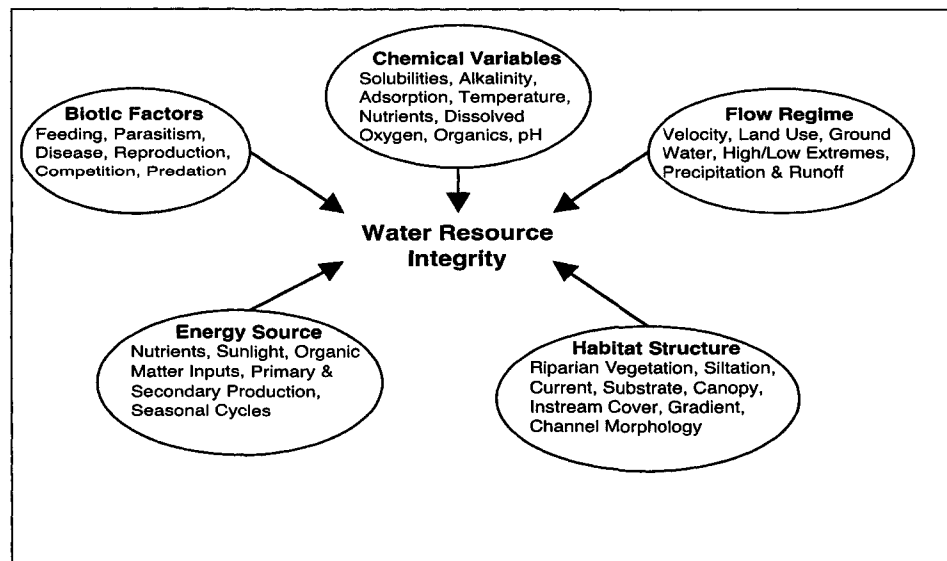 Chemical Variables
Solubilities, Alkalinity,
Adsorption, Temperature,
Nutrients, Dissolved
Oxygen, Organics, pH
Biotic Factors
Feeding, Parasitism,
Disease, Reproduction,
Competition, Predation
Flow Regime
Velocity, Land Use, Ground
Water, High/Low Extremes,
Precipitation & Runoff
Water Resource
Integrity
Energy Source
Nutrients, Sunlight, Organic
Matter Inputs, Primary &
Secondary Production,
Seasonal Cycles
Habitat Structure
Riparian Vegetation, Siltation,
Current, Substrate, Canopy,
Instream Cover, Gradient,
Channel Morphology